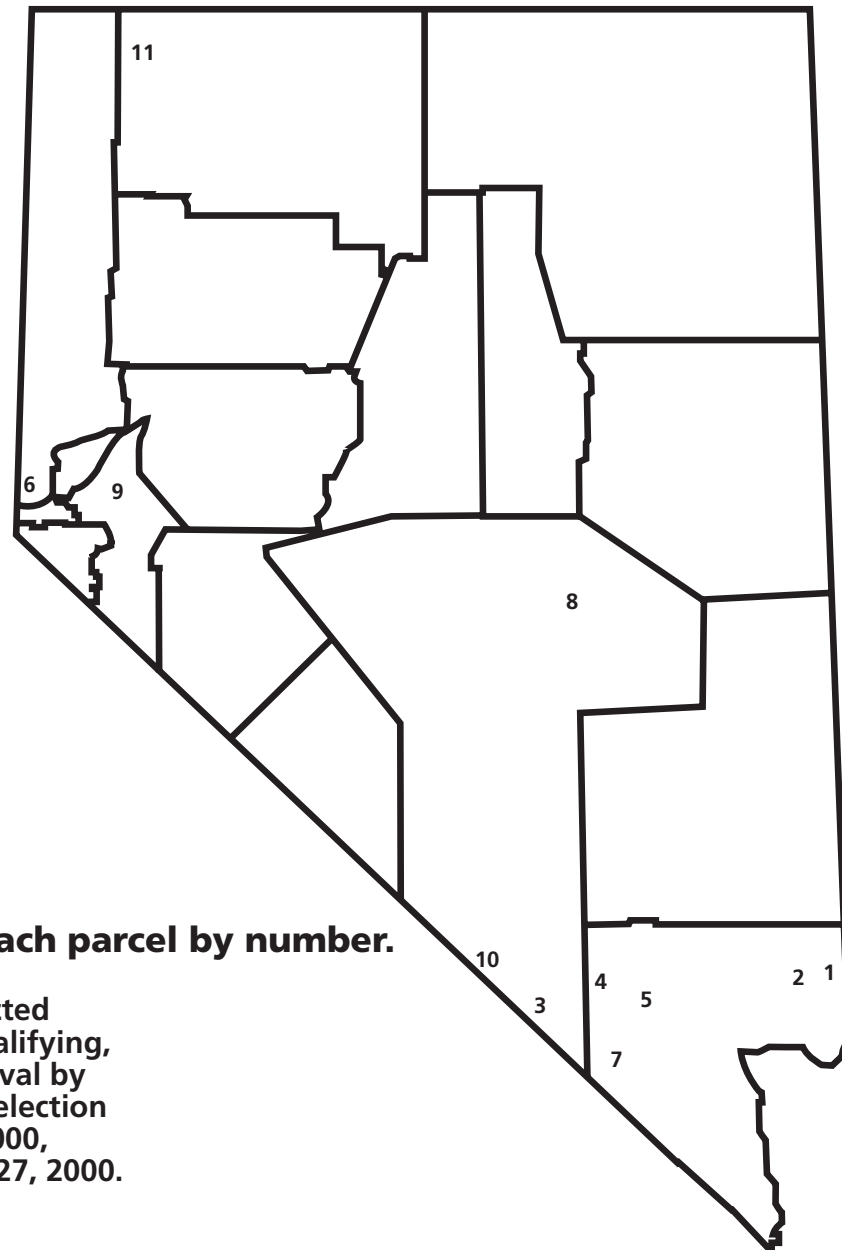 11
6
9
8
ach parcel by number.
10
4
2
1
3
5
ted
alifying,
val by
7
election
000,
27, 2000.